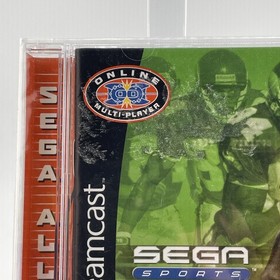 ONLINE
MULTI-PLAYER
SEGA ALL
amcast
SEGA
SPORTS